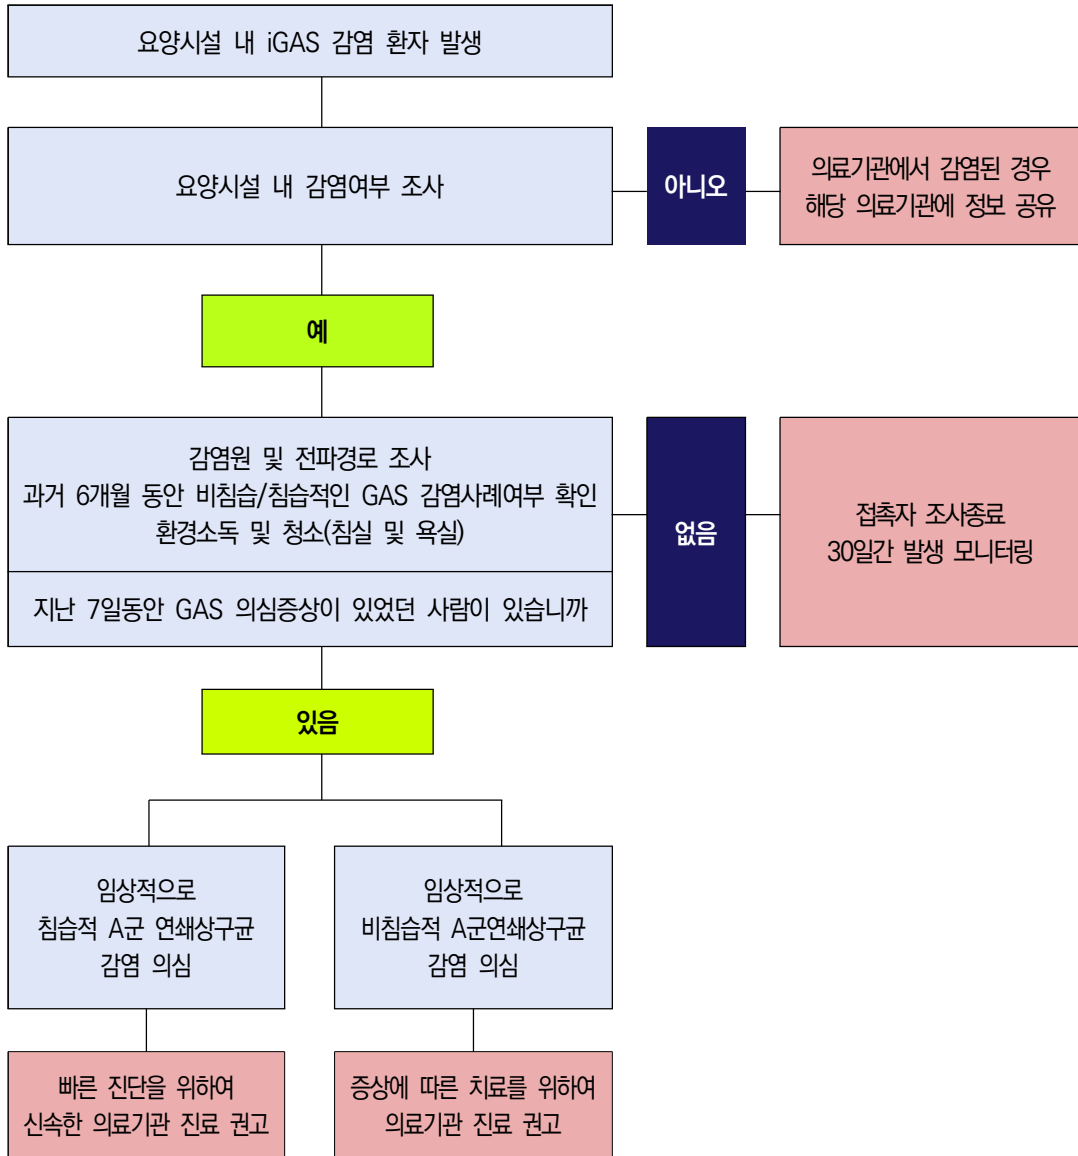 요양시설 내 iGAS 감염 환자 발생
요양시설 내 감염여부 조사
아니오
의료기관에서 감염된 경우
해당 의료기관에 정보 공유
예
감염원 및 전파경로 조사
과거 6개월 동안 비침습/침습적인 GAS 감염사례여부 확인
환경소독 및 청소(침실 및 욕실)
지난 7일동안 GAS 의심증상이 있었던 사람이 있습니까
없음
접촉자 조사종료
30일간 발생 모니터링
있음
임상적으로
침습적 A군 연쇄상구균
감염 의심
임상적으로
비침습적 A군연쇄상구균
감염 의심
빠른 진단을 위하여
신속한 의료기관 진료 권고
증상에 따른 치료를 위하여
의료기관 진료 권고